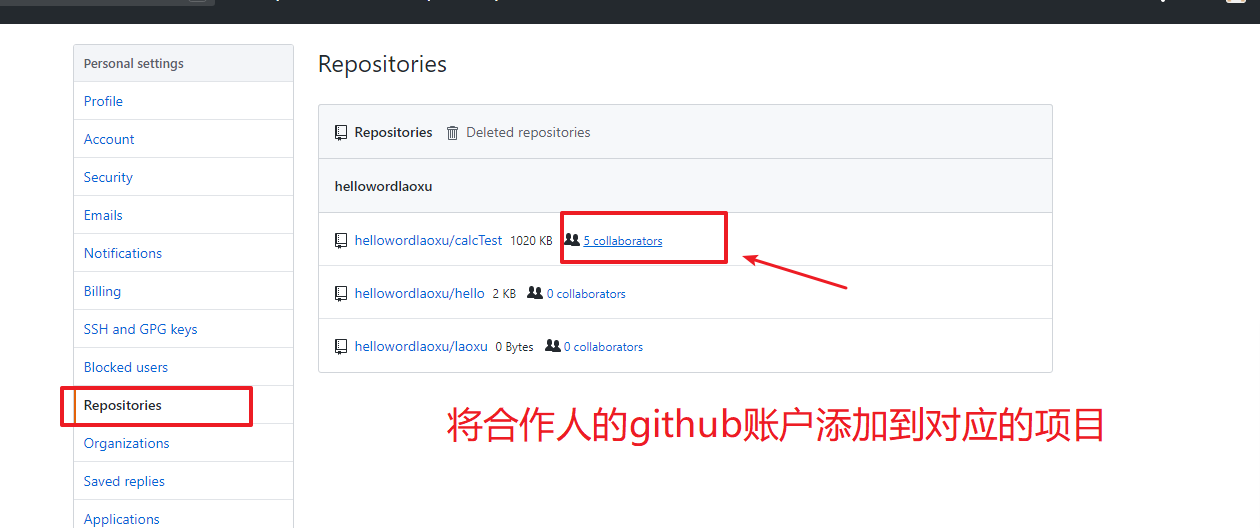 Personal settings
Profile
Account
Security
Emails
Notifications
Billing
SSH and GPG keys
Blocked users
Repositories
Organizations
Saved replies
Applications
Repositories
Repositories Deleted repositories
hellowordlaoxu
hellowordlaoxu/calcTest 1020 KB 5 collaborators
hellowordlaoxu/hello 2 KB 0 collaborators
hellowordlaoxu/laoxu 0 Bytes 0 collaborators
将合作人的github账户添加到对应的项目